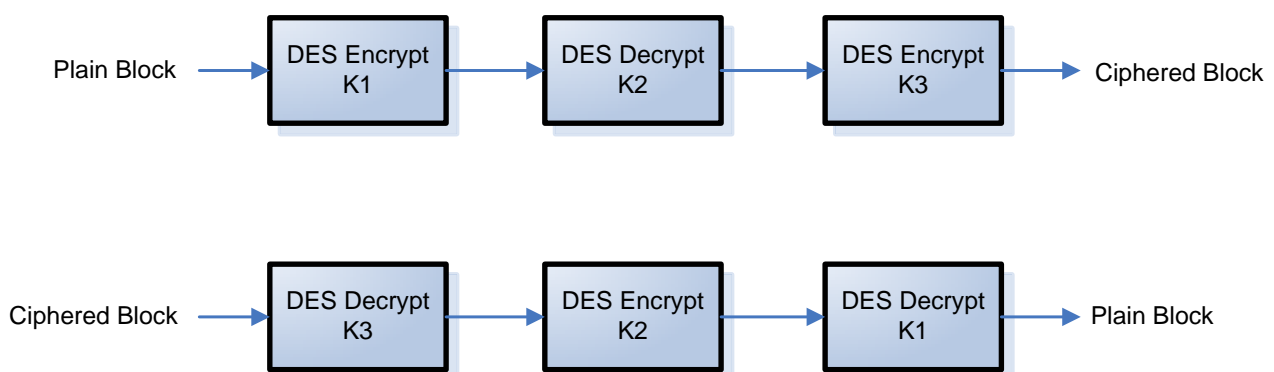 Plain Block
DES Encrypt
K1
DES Decrypt
K2
DES Encrypt
K3
Ciphered Block
Ciphered Block
DES Decrypt
K3
DES Encrypt
K2
DES Decrypt
K1
Plain Block